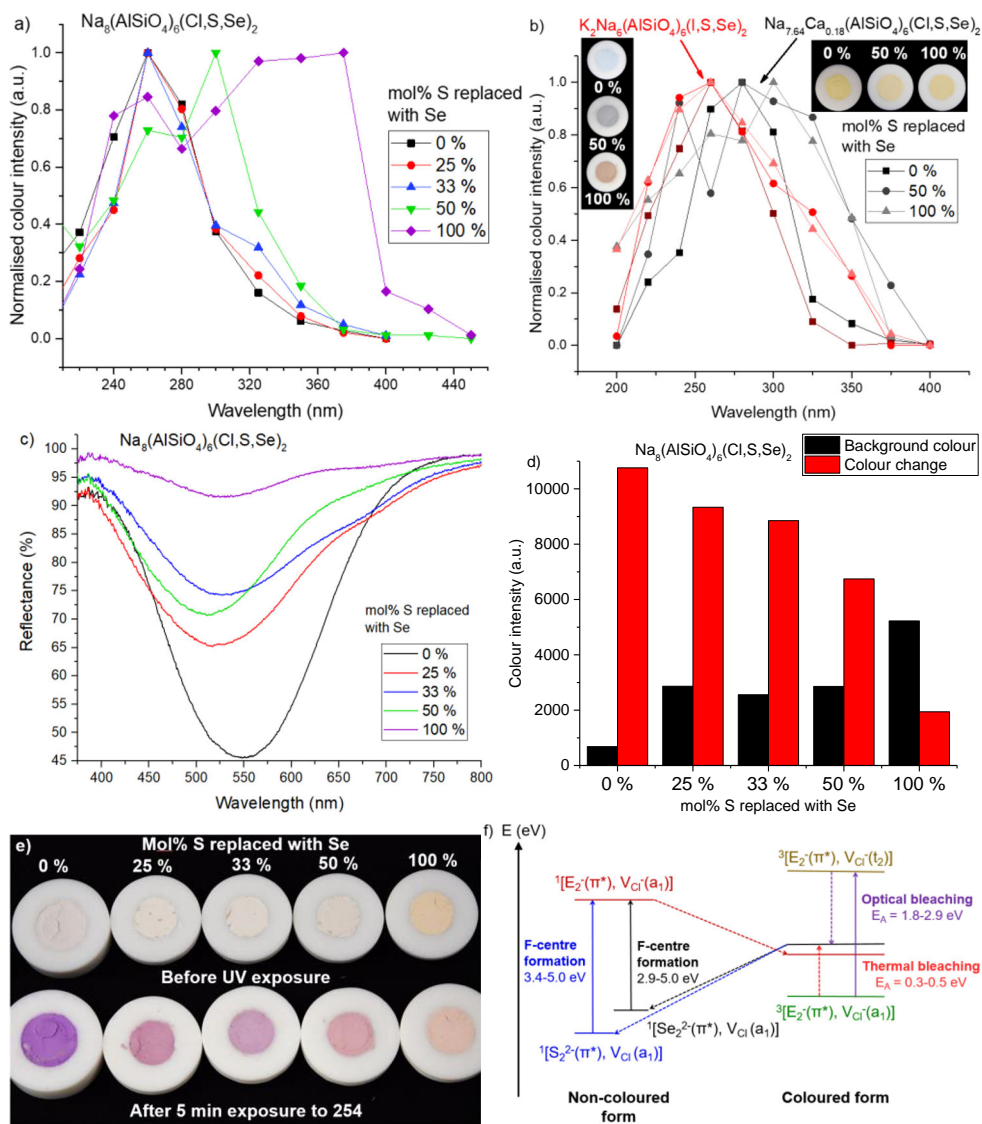 a)
Na₈(AlSiO₄)₆(Cl,S,Se)₂
Normalised colour intensity (a.u.)
1.0
0.8
0.6
0.4
0.2
0.0
mol% S replaced
with Se
0 %
25 %
33 %
50 %
100 %
240 280 320 360 400 440
Wavelength (nm)
b)
K₂Na₆(AlSiO₄)₆(I,S,Se)₂
Na₇.₆₄Ca₀.₁₈(AlSiO₄)₆(Cl,S,Se)₂
Normalised colour intensity (a.u.)
1.0
0.8
0.6
0.4
0.2
0.0
0 %
50 %
100 %
0 % 50 % 100 %
mol% S replaced
with Se
0 %
50 %
100 %
200 250 300 350 400
Wavelength (nm)
c)
Na₈(AlSiO₄)₆(Cl,S,Se)₂
Reflectance (%)
100
95
90
85
80
75
70
65
60
55
50
45
mol% S replaced
with Se
0 %
25 %
33 %
50 %
100 %
400 450 500 550 600 650 700 750 800
Wavelength (nm)
d)
Na₈(AlSiO₄)₆(Cl,S,Se)₂
Background colour
Colour change
Colour intensity (a.u.)
10000
8000
6000
4000
2000
0
0 % 25 % 33 % 50 % 100 %
mol% S replaced with Se
e)
Mol% S replaced with Se
0 % 25 % 33 % 50 % 100 %
Before UV exposure
After 5 min exposure to 254
f)
E (eV)
¹[E₂⁻(π*), V_Cl⁻(a₁)]
³[E₂⁻(π*), V_Cl⁻(t₂)]
F-centre
formation
3.4-5.0 eV
F-centre
formation
2.9-5.0 eV
Optical bleaching
E_A = 1.8-2.9 eV
Thermal bleaching
E_A = 0.3-0.5 eV
³[E₂⁻(π*), V_Cl⁻(a₁)]
¹[Se₂²⁻(π*), V_Cl(a₁)]
¹[S₂²⁻(π*), V_Cl(a₁)]
Non-coloured
form
Coloured form